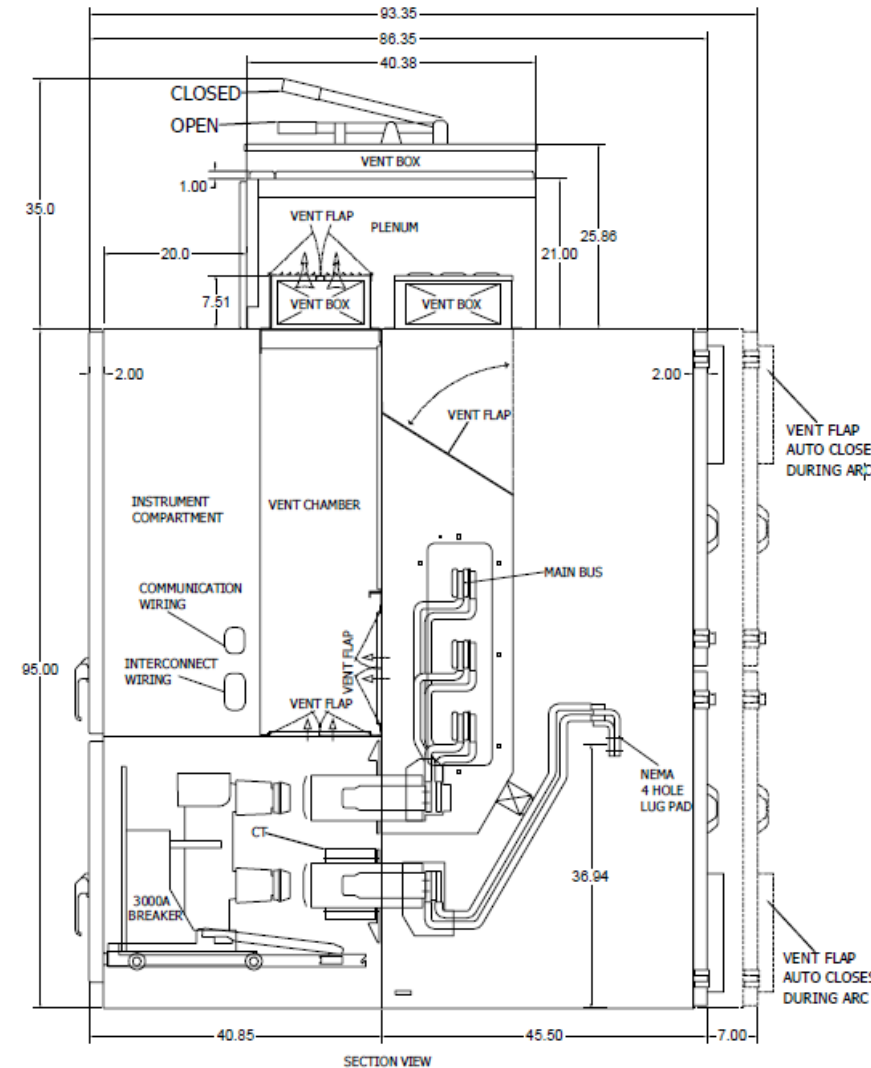 93.35
86.35
40.38
CLOSED
OPEN
VENT BOX
1.00
35.0
VENT FLAP
PLENUM
25.86
20.0
21.00
7.51
VENT BOX
VENT BOX
2.00
2.00
VENT FLAP
VENT FLAP
AUTO CLOSE
DURING ARC
INSTRUMENT
COMPARTMENT
VENT CHAMBER
MAIN BUS
COMMUNICATION
WIRING
VENT FLAP
95.00
INTERCONNECT
WIRING
VENT FLAP
NEMA
4 HOLE
LUG PAD
CT
36.94
3000A
BREAKER
VENT FLAP
AUTO CLOSES
DURING ARC
40.85
45.50
7.00
SECTION VIEW